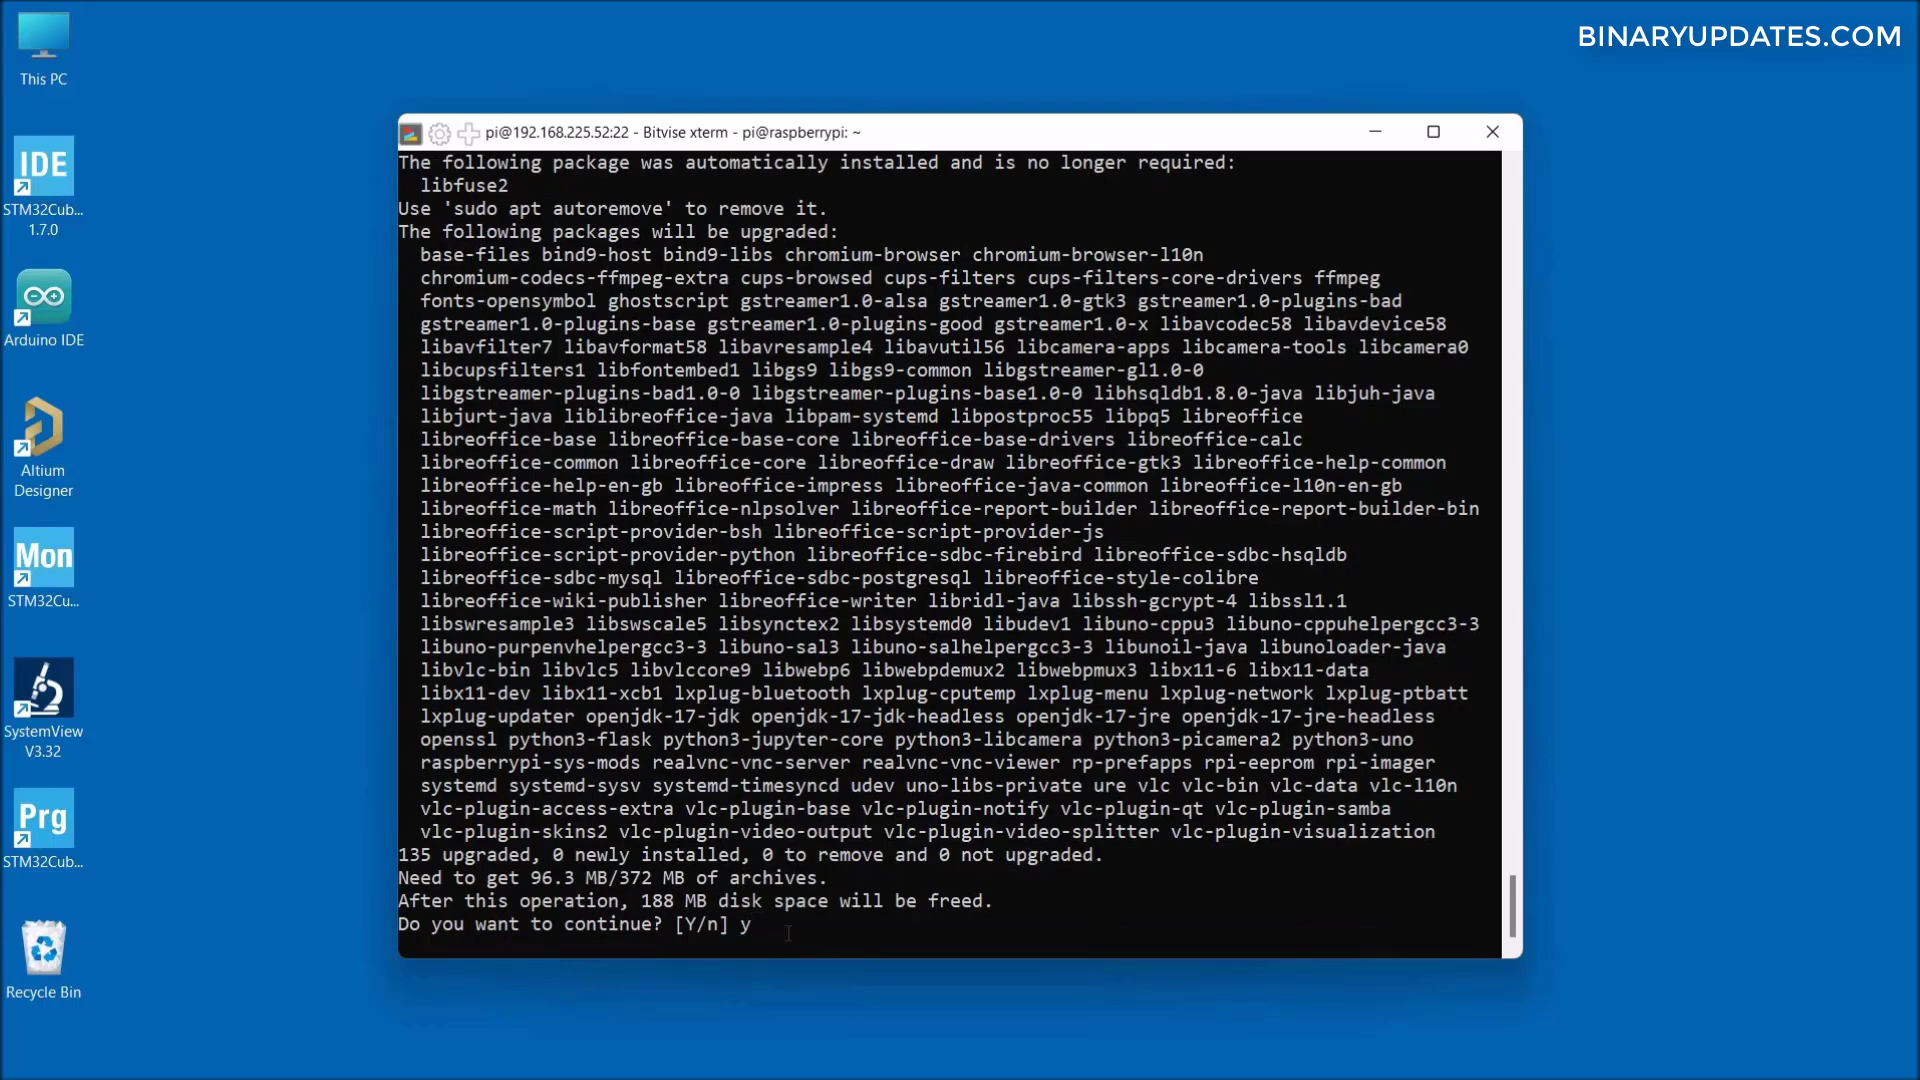 BINARYUPDATES.COM
This PC
IDE
STM32Cub...
1.7.0
Arduino IDE
Altium
Designer
Mon
STM32Cu...
SystemView
V3.32
Prg
STM32Cub...
Recycle Bin
pi@192.168.225.52:22 - Bitvise xterm - pi@raspberrypi: ~
The following package was automatically installed and is no longer required:
libfuse2
Use 'sudo apt autoremove' to remove it.
The following packages will be upgraded:
base-files bind9-host bind9-libs chromium-browser chromium-browser-l10n
chromium-codecs-ffmpeg-extra cups-browsed cups-filters cups-filters-core-drivers ffmpeg
fonts-opensymbol ghostscript gstreamer1.0-alsa gstreamer1.0-gtk3 gstreamer1.0-plugins-bad
gstreamer1.0-plugins-base gstreamer1.0-plugins-good gstreamer1.0-x libavcodec58 libavdevice58
libavfilter7 libavformat58 libavresample4 libavutil56 libcamera-apps libcamera-tools libcamera0
libcupsfilters1 libfontembed1 libgs9 libgs9-common libgstreamer-gl1.0-0
libgstreamer-plugins-bad1.0-0 libgstreamer-plugins-base1.0-0 libhsqldb1.8.0-java libjuh-java
libjurt-java liblibreoffice-java libpam-systemd libpostproc55 libpq5 libreoffice
libreoffice-base libreoffice-base-core libreoffice-base-drivers libreoffice-calc
libreoffice-common libreoffice-core libreoffice-draw libreoffice-gtk3 libreoffice-help-common
libreoffice-help-en-gb libreoffice-impress libreoffice-java-common libreoffice-l10n-en-gb
libreoffice-math libreoffice-nlpsolver libreoffice-report-builder libreoffice-report-builder-bin
libreoffice-script-provider-bsh libreoffice-script-provider-js
libreoffice-script-provider-python libreoffice-sdbc-firebird libreoffice-sdbc-hsqldb
libreoffice-sdbc-mysql libreoffice-sdbc-postgresql libreoffice-style-colibre
libreoffice-wiki-publisher libreoffice-writer libridl-java libssh-gcrypt-4 libssl1.1
libswresample3 libswscale5 libsynctex2 libsystemd0 libudev1 libuno-cppu3 libuno-cppuhelpergcc3-3
libuno-purpenvhelpergcc3-3 libuno-sal3 libuno-salhelpergcc3-3 libunoil-java libunoloader-java
libvlc-bin libvlc5 libvlccore9 libwebp6 libwebpdemux2 libwebpmux3 libx11-6 libx11-data
libx11-dev libx11-xcb1 lxplug-bluetooth lxplug-cputemp lxplug-menu lxplug-network lxplug-ptbatt
lxplug-updater openjdk-17-jdk openjdk-17-jdk-headless openjdk-17-jre openjdk-17-jre-headless
openssl python3-flask python3-jupyter-core python3-libcamera python3-picamera2 python3-uno
raspberrypi-sys-mods realvnc-vnc-server realvnc-vnc-viewer rp-prefapps rpi-eeprom rpi-imager
systemd systemd-sysv systemd-timesyncd udev uno-libs-private ure vlc vlc-bin vlc-data vlc-l10n
vlc-plugin-access-extra vlc-plugin-base vlc-plugin-notify vlc-plugin-qt vlc-plugin-samba
vlc-plugin-skins2 vlc-plugin-video-output vlc-plugin-video-splitter vlc-plugin-visualization
135 upgraded, 0 newly installed, 0 to remove and 0 not upgraded.
Need to get 96.3 MB/372 MB of archives.
After this operation, 188 MB disk space will be freed.
Do you want to continue? [Y/n] y